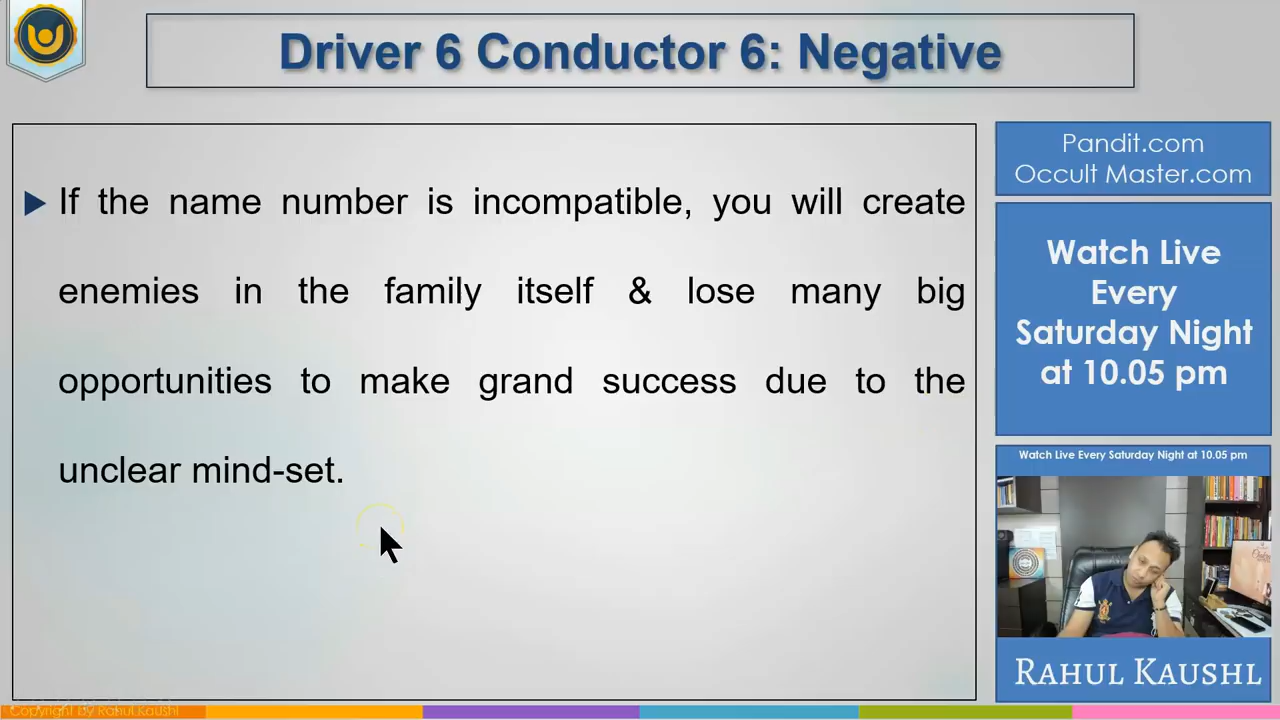 Driver 6 Conductor 6: Negative
If the name number is incompatible, you will create
enemies in the family itself & lose many big
opportunities to make grand success due to the
unclear mind-set.
Pandit.com
Occult Master.com
Watch Live
Every
Saturday Night
at 10.05 pm
Watch Live Every Saturday Night at 10.05 pm
Rahul Kaushl
Copyright by Rahul Kaushl